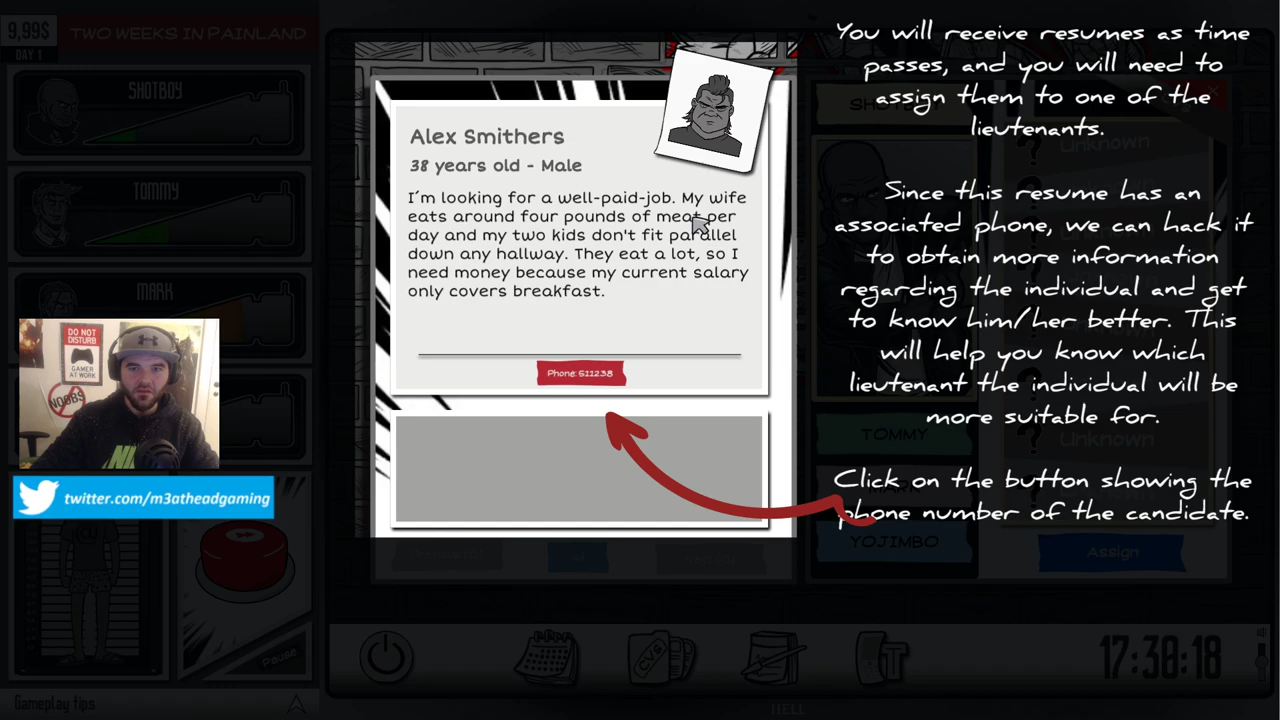 9,99$
TWO WEEKS IN PAINLAND
DAY 1
SHOTBOY
TOMMY
MARK
DO NOT
DISTURB
GAMER
AT WORK
NOOBS
twitter.com/m3atheadgaming
Pause
Gameplay tips
Alex Smithers
38 years old - Male
I´m looking for a well-paid-job. My wife
eats around four pounds of meat per
day and my two kids don't fit parallel
down any hallway. They eat a lot, so I
need money because my current salary
only covers breakfast.
Phone: 511238
You will receive resumes as time
passes, and you will need to
assign them to one of the
lieutenants.
Since this resume has an
associated phone, we can hack it
to obtain more information
regarding the individual and get
to know him/her better. This
will help you know which
lieutenant the individual will be
more suitable for.
Click on the button showing the
phone number of the candidate.
Unknown
Unknown
TOMMY
MARK
YOJIMBO
Assign
CVs
17:38:18
HELL